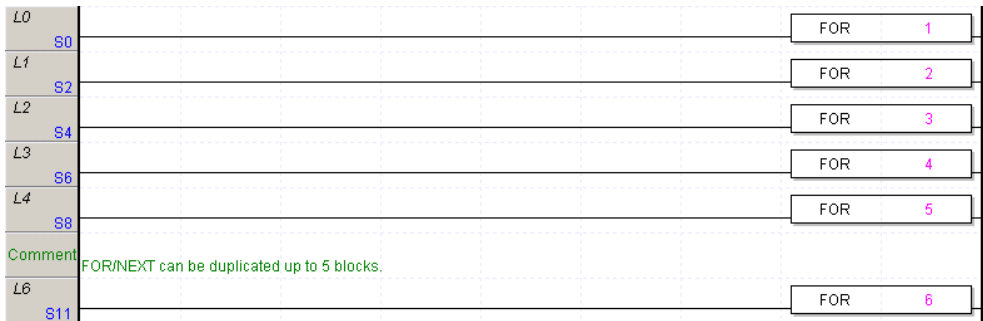 L0
S0 FOR 1
L1
S2 FOR 2
L2
S4 FOR 3
L3
S6 FOR 4
L4
S8 FOR 5
Comment FOR/NEXT can be duplicated up to 5 blocks.
L6
S11 FOR 6